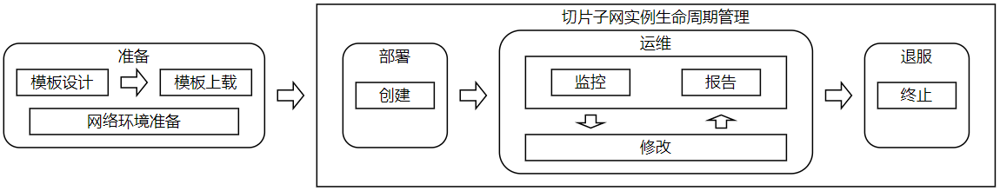 切片子网实例生命周期管理
准备
模板设计
模板上载
网络环境准备
部署
创建
运维
监控
报告
修改
退服
终止